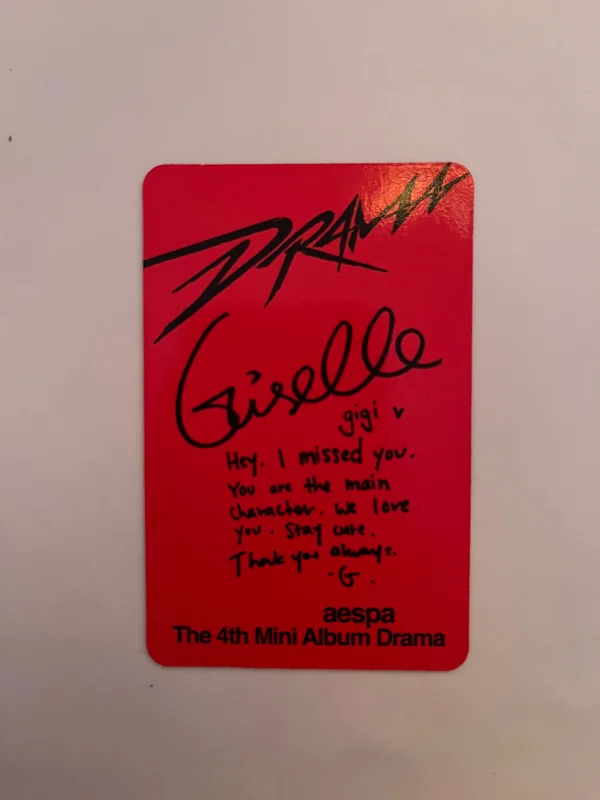 DRAMA
Giselle
gigi v
Hey. I missed you.
You are the main
character. We love
you. Stay cute.
Thank you always.
-G.
aespa
The 4th Mini Album Drama